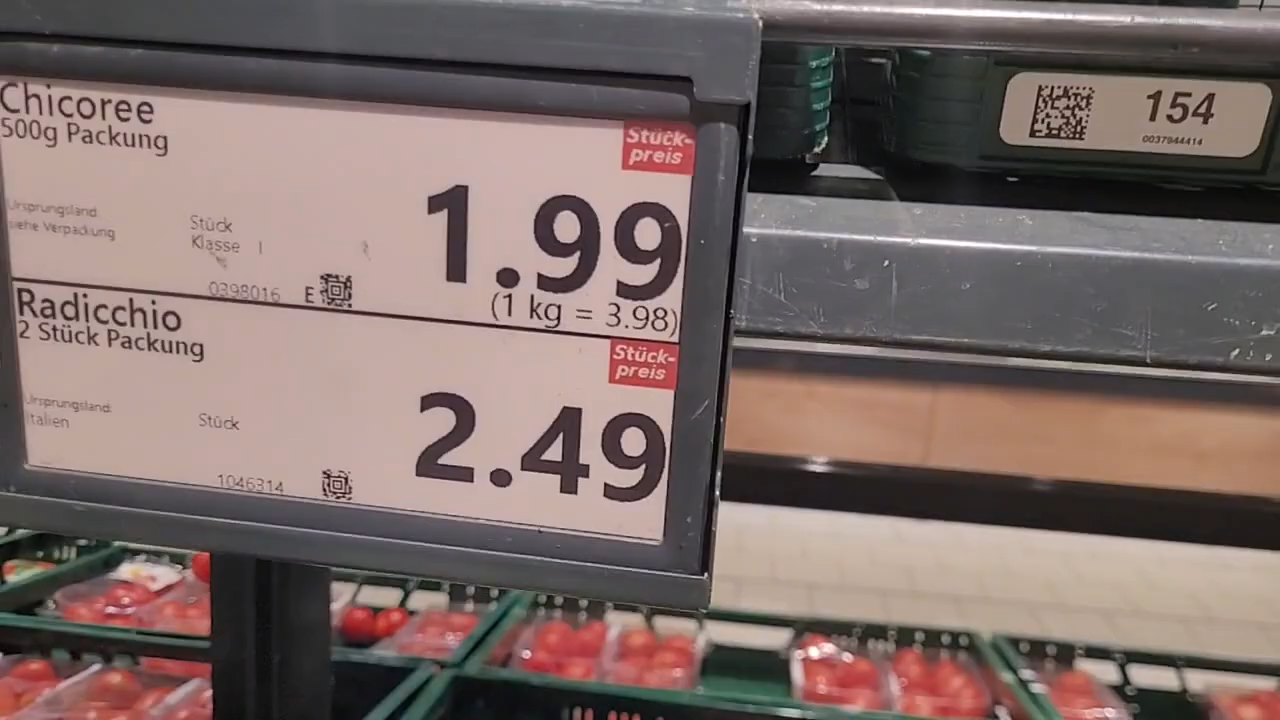 Chicoree
500g Packung
Stück-
preis
Ursprungsland:
siehe Verpackung
Stück
Klasse I
1.99
0398016 E
(1 kg = 3.98)
Radicchio
2 Stück Packung
Stück-
preis
Ursprungsland:
Italien
Stück
2.49
1046314
154
0037944414